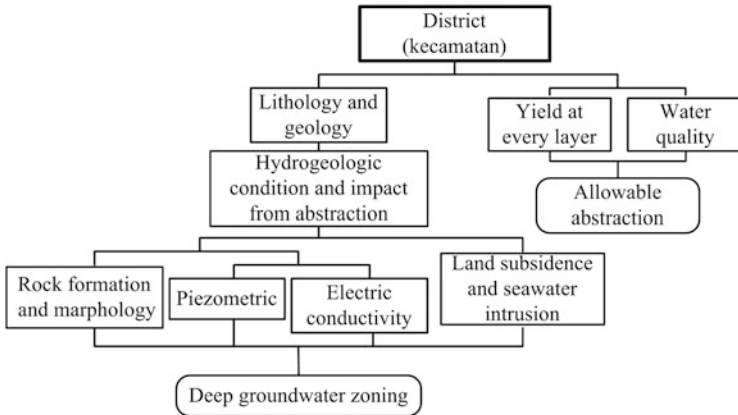 District
(kecamatan)
Lithology and
geology
Yield at
every layer
Water
quality
Hydrogeologic
condition and impact
from abstraction
Allowable
abstraction
Rock formation
and marphology
Piezometric
Electric
conductivity
Land subsidence
and seawater
intrusion
Deep groundwater zoning